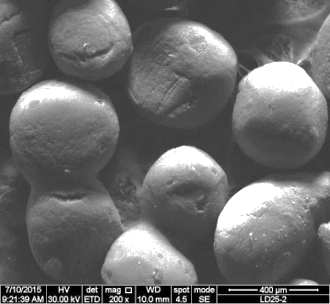 7/10/2015 HV det mag □ WD spot mode 400 µm
9:21:39 AM 30.00 kV ETD 200 x 10.0 mm 4.5 SE LD25-2